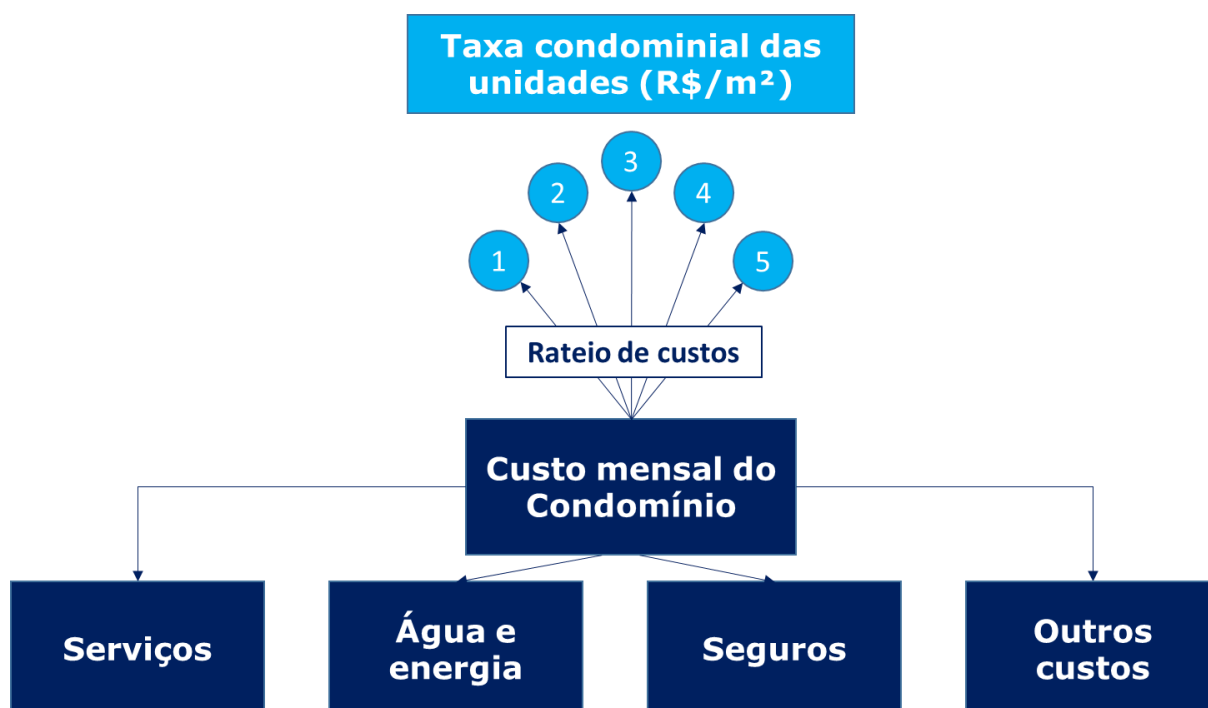 Taxa condominial das
unidades (R$/m²)
3
2
4
1
5
Rateio de custos
Custo mensal do
Condomínio
Serviços
Água e
energia
Seguros
Outros
custos